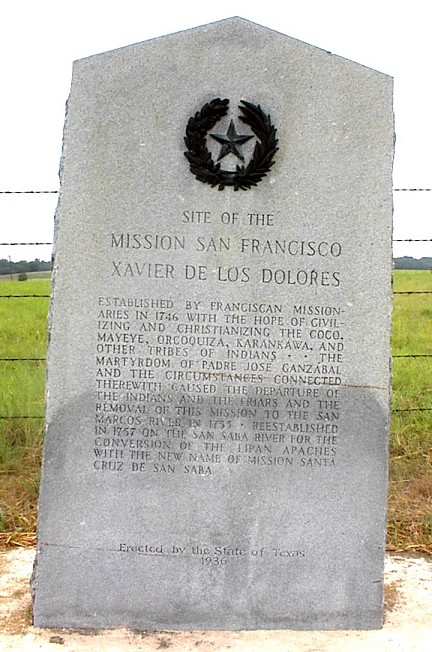 SITE OF THE
MISSION SAN FRANCISCO
XAVIER DE LOS DOLORES
ESTABLISHED BY FRANCISCAN MISSION-
ARIES IN 1746 WITH THE HOPE OF CIVIL-
IZING AND CHRISTIANIZING THE COCO,
MAYEYE, ORCOQUIZA, KARANKAWA, AND
OTHER TRIBES OF INDIANS · · THE
MARTYRDOM OF PADRE JOSE GANZABAL
AND THE CIRCUMSTANCES CONNECTED
THEREWITH CAUSED THE DEPARTURE OF
THE INDIANS AND THE FRIARS AND THE
REMOVAL OF THIS MISSION TO THE SAN
MARCOS RIVER IN 1755 · REESTABLISHED
IN 1757 ON THE SAN SABA RIVER FOR THE
CONVERSION OF THE LIPAN APACHES
WITH THE NEW NAME OF MISSION SANTA
CRUZ DE SAN SABA
Erected by the State of Texas
1936